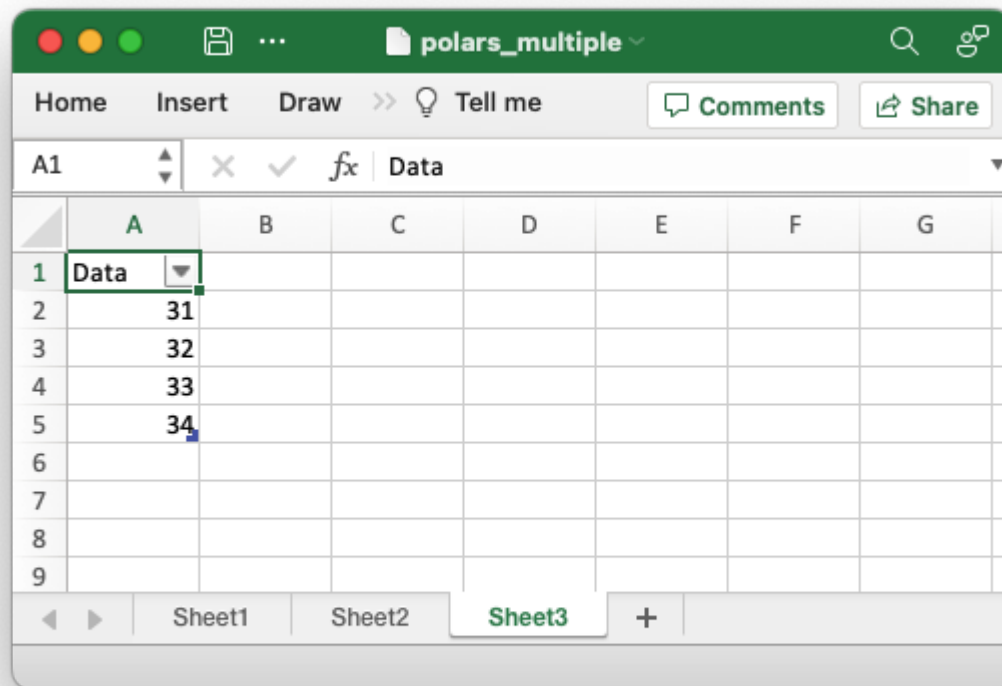 polars_multiple
Home Insert Draw >> Tell me Comments Share
A1 fx Data
A B C D E F G
1 Data
2 31
3 32
4 33
5 34
6
7
8
9
Sheet1 Sheet2 Sheet3 +